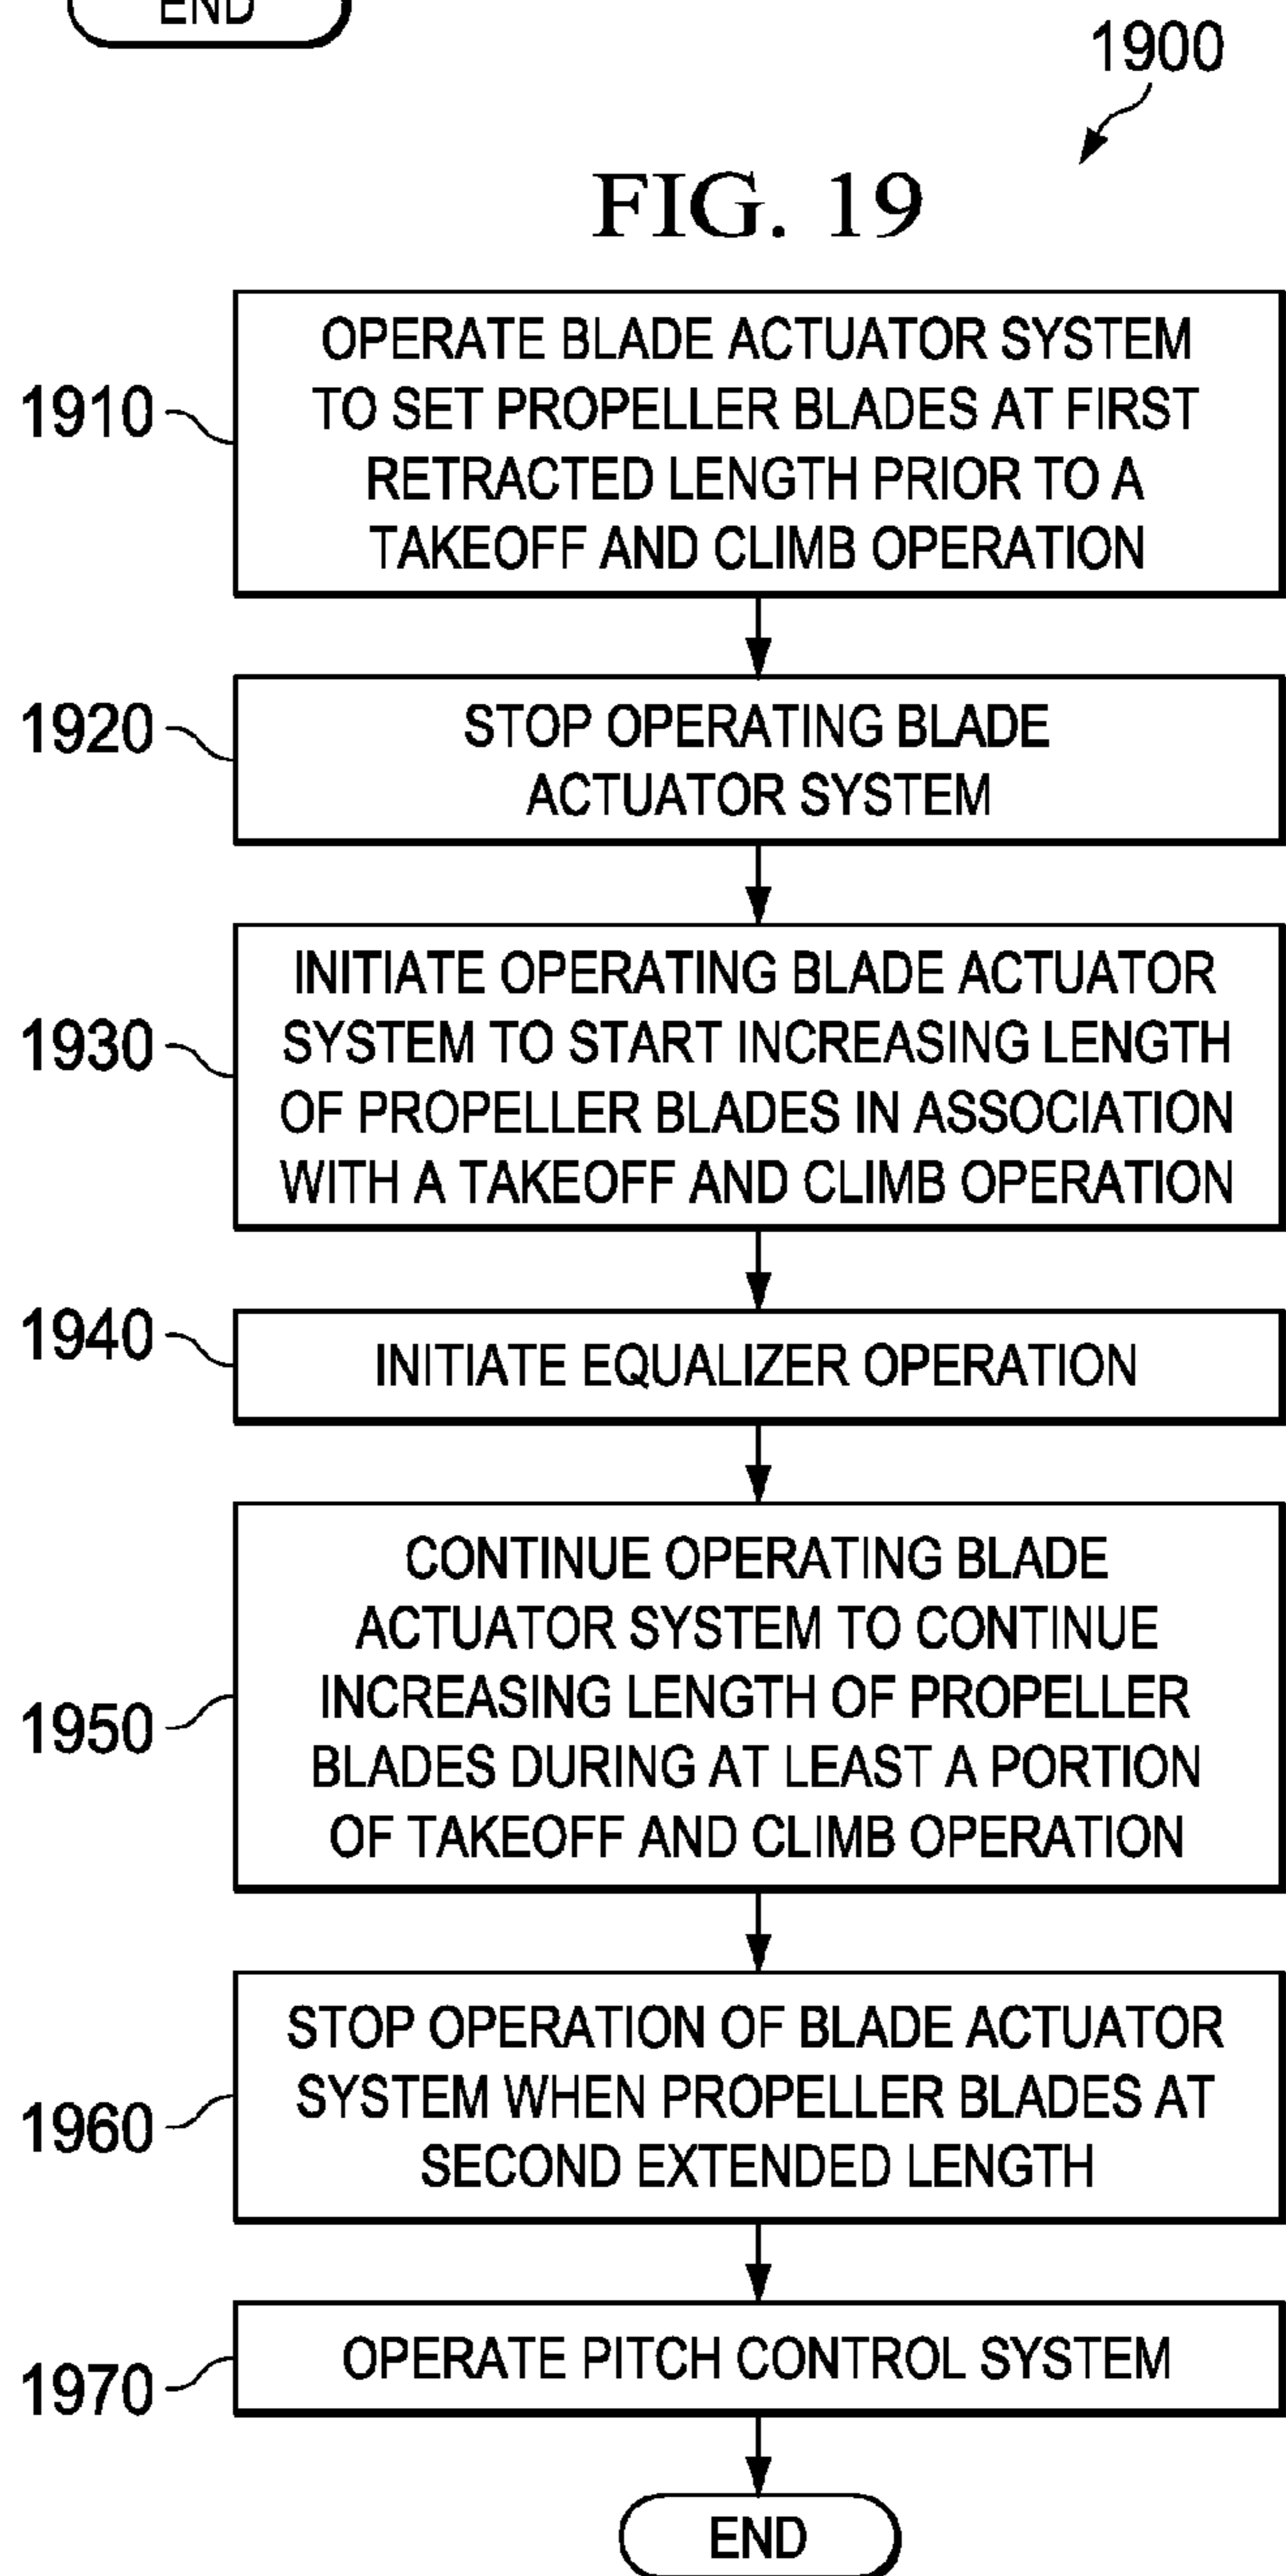 END
1900
FIG. 19
1910
OPERATE BLADE ACTUATOR SYSTEM
TO SET PROPELLER BLADES AT FIRST
RETRACTED LENGTH PRIOR TO A
TAKEOFF AND CLIMB OPERATION
1920
STOP OPERATING BLADE
ACTUATOR SYSTEM
1930
INITIATE OPERATING BLADE ACTUATOR
SYSTEM TO START INCREASING LENGTH
OF PROPELLER BLADES IN ASSOCIATION
WITH A TAKEOFF AND CLIMB OPERATION
1940
INITIATE EQUALIZER OPERATION
1950
CONTINUE OPERATING BLADE
ACTUATOR SYSTEM TO CONTINUE
INCREASING LENGTH OF PROPELLER
BLADES DURING AT LEAST A PORTION
OF TAKEOFF AND CLIMB OPERATION
1960
STOP OPERATION OF BLADE ACTUATOR
SYSTEM WHEN PROPELLER BLADES AT
SECOND EXTENDED LENGTH
1970
OPERATE PITCH CONTROL SYSTEM
END